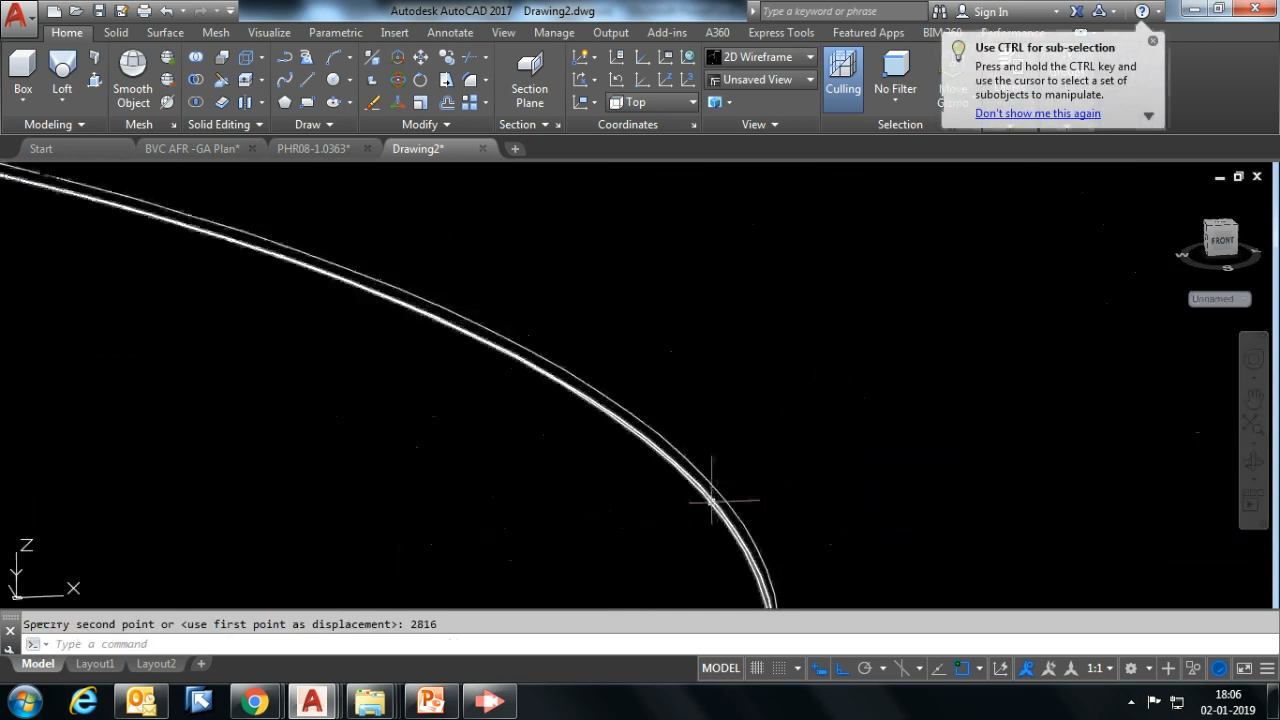 Autodesk AutoCAD 2017 Drawing2.dwg
Type a keyword or phrase
Sign In
Home Solid Surface Mesh Visualize Parametric Insert Annotate View Manage Output Add-ins A360 Express Tools Featured Apps BIM 360 Performance
Use CTRL for sub-selection
Press and hold the CTRL key and
use the cursor to select a set of
subobjects to manipulate.
Don't show me this again
Box
Loft
Smooth
Object
Section
Plane
2D Wireframe
Unsaved View
Top
Culling
No Filter
Move
Gizmo
Modeling
Mesh
Solid Editing
Draw
Modify
Section
Coordinates
View
Selection
Start
BVC AFR -GA Plan*
PHR08-1.0363*
Drawing2*
FRONT
W
S
Unnamed
Z
X
Specify second point or <use first point as displacement>: 2816
Type a command
Model Layout1 Layout2
MODEL
1:1
18:06
02-01-2019